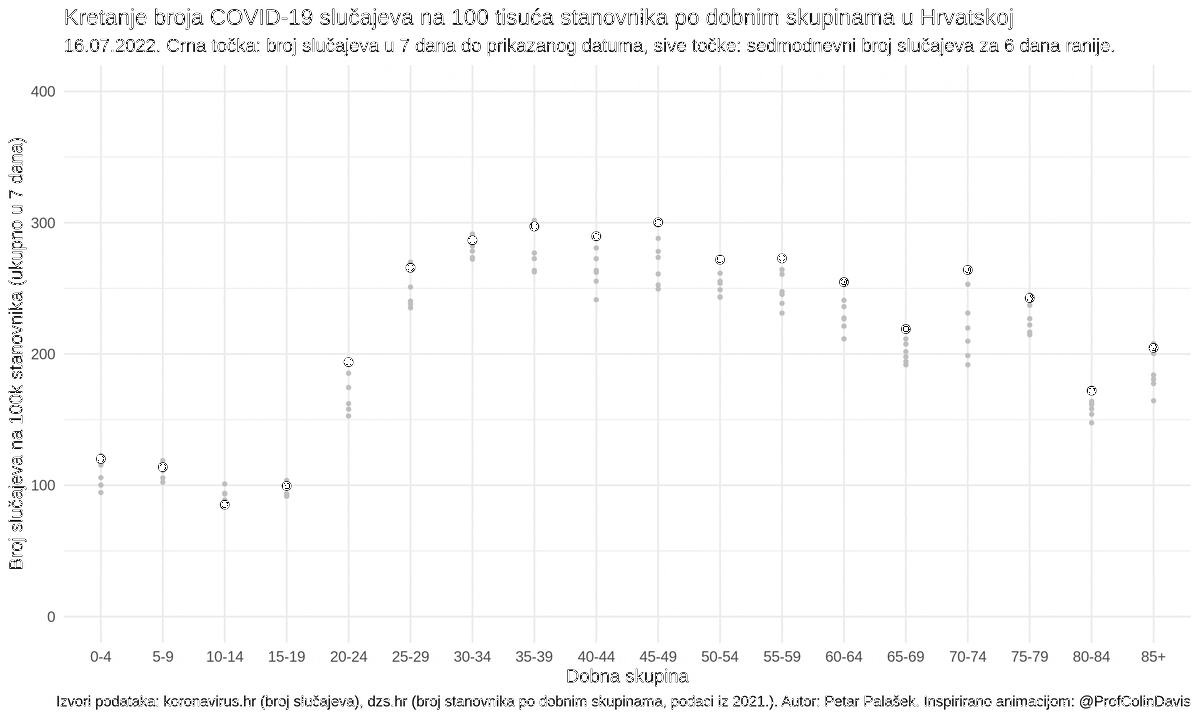 Kretanje broja COVID-19 slučajeva na 100 tisuća stanovnika po dobnim skupinama u Hrvatskoj
16.07.2022. Crna točka: broj slučajeva u 7 dana do prikazanog datuma, sive točke: sedmodnevni broj slučajeva za 6 dana ranije.
Broj slučajeva na 100k stanovnika (ukupno u 7 dana)
400
300
200
100
0
0-4 5-9 10-14 15-19 20-24 25-29 30-34 35-39 40-44 45-49 50-54 55-59 60-64 65-69 70-74 75-79 80-84 85+
Dobna skupina
Izvori podataka: koronavirus.hr (broj slučajeva), dzs.hr (broj stanovnika po dobnim skupinama, podaci iz 2021.). Autor: Petar Palašek. Inspirirano animacijom: @ProfColinDavis